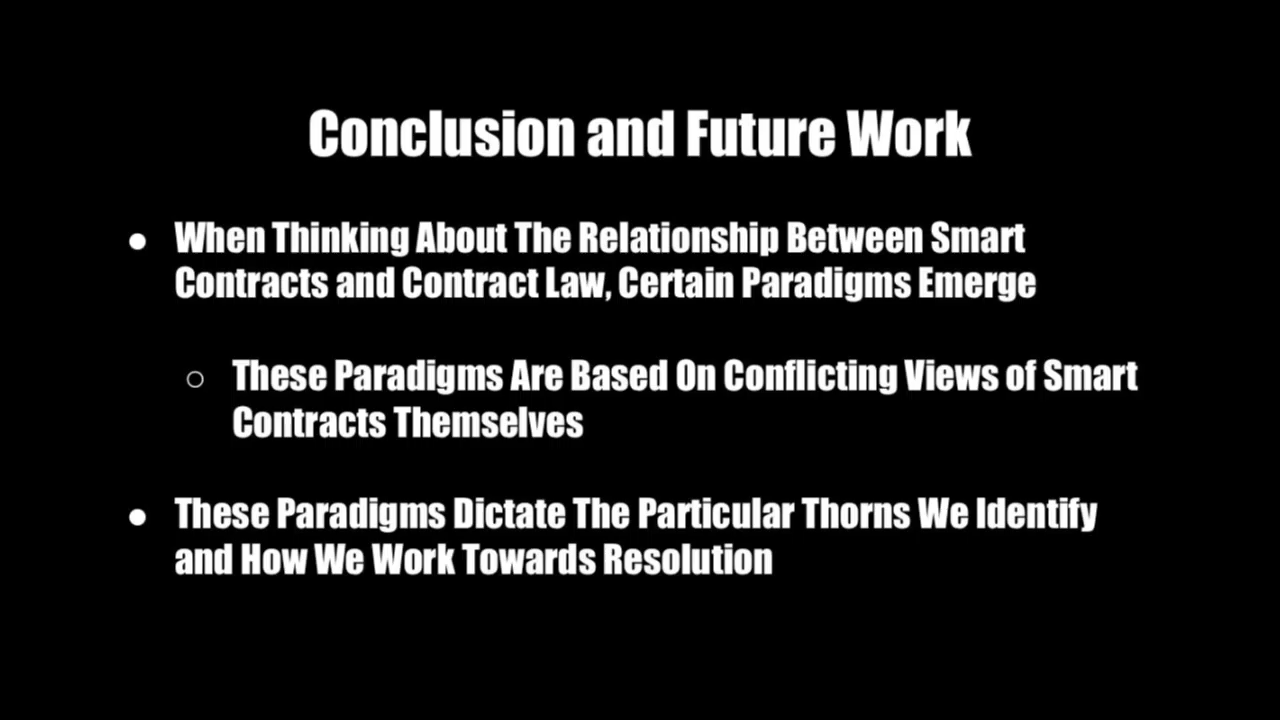 Conclusion and Future Work
● When Thinking About The Relationship Between Smart
Contracts and Contract Law, Certain Paradigms Emerge
○ These Paradigms Are Based On Conflicting Views of Smart
Contracts Themselves
● These Paradigms Dictate The Particular Thorns We Identify
and How We Work Towards Resolution